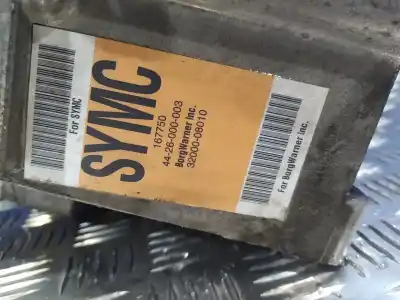 For SYMC
SYMC
167750
44-26-000-003
BorgWarner Inc.
32000-08010
For BorgWarner Inc.